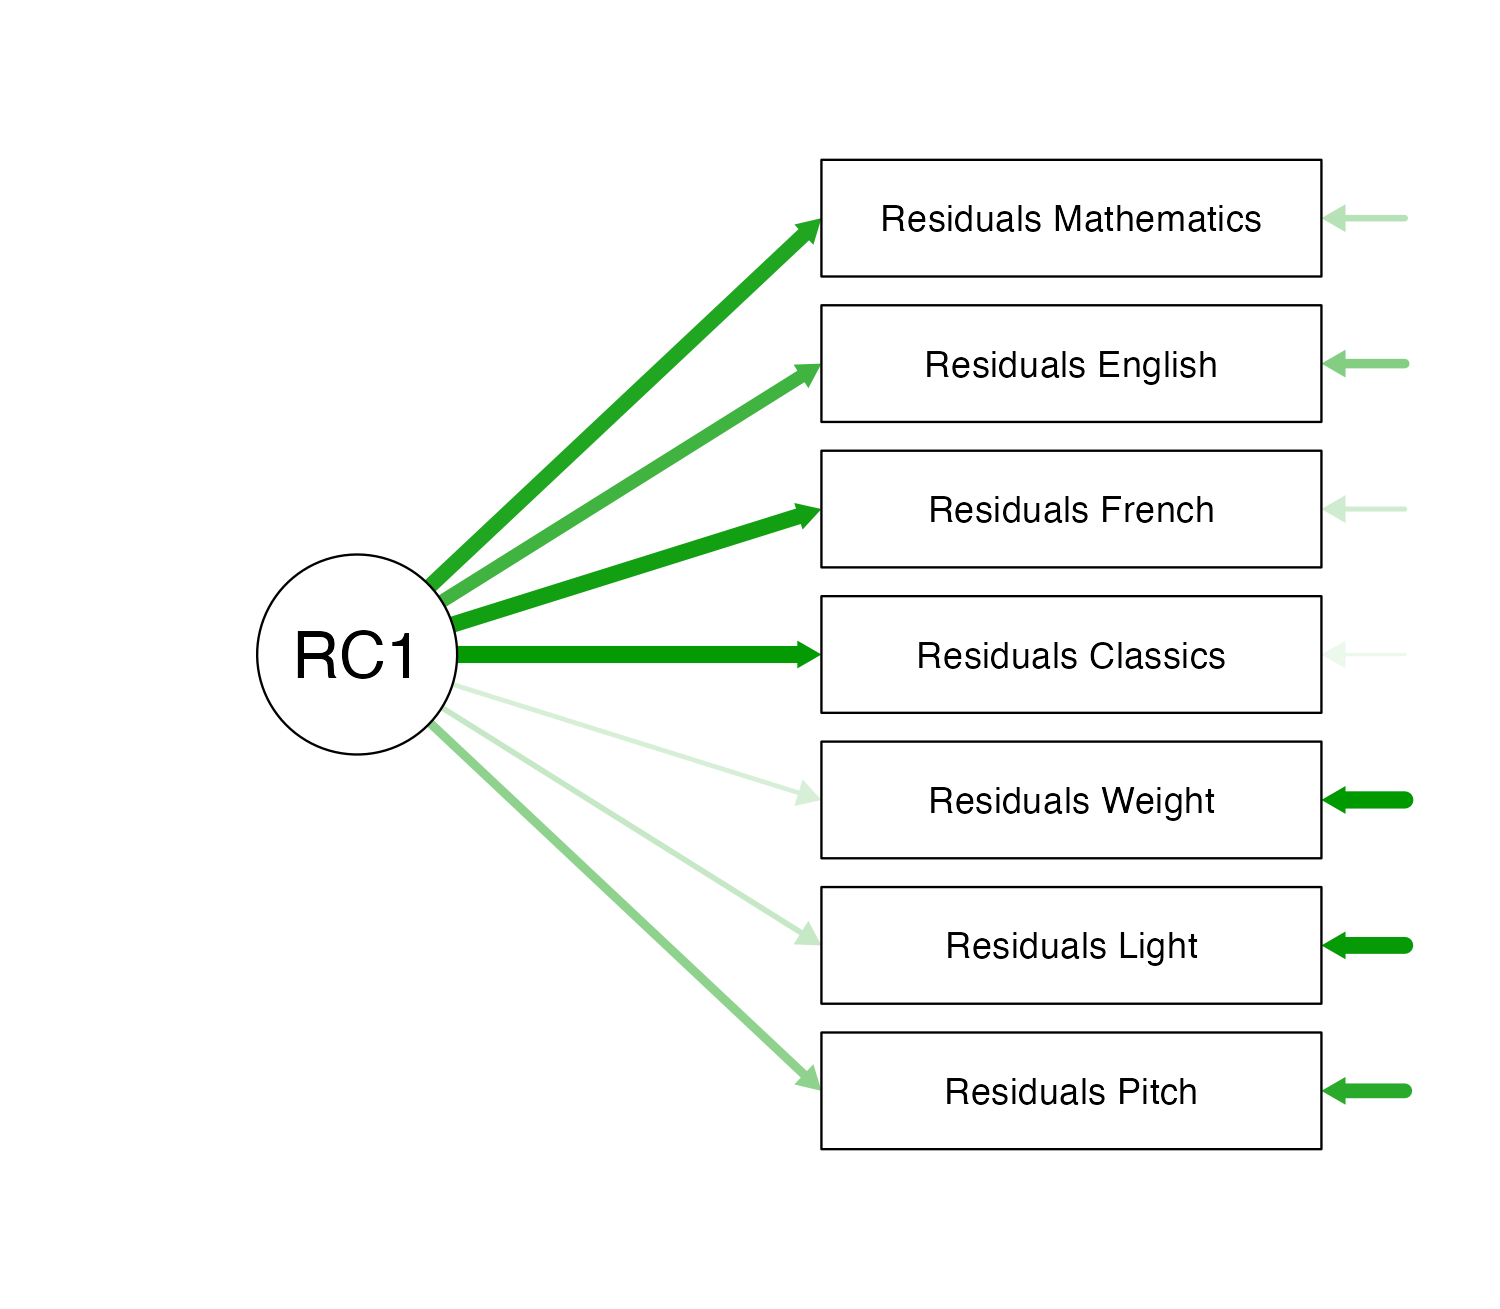 Residuals Mathematics
Residuals English
Residuals French
RC1
Residuals Classics
Residuals Weight
Residuals Light
Residuals Pitch